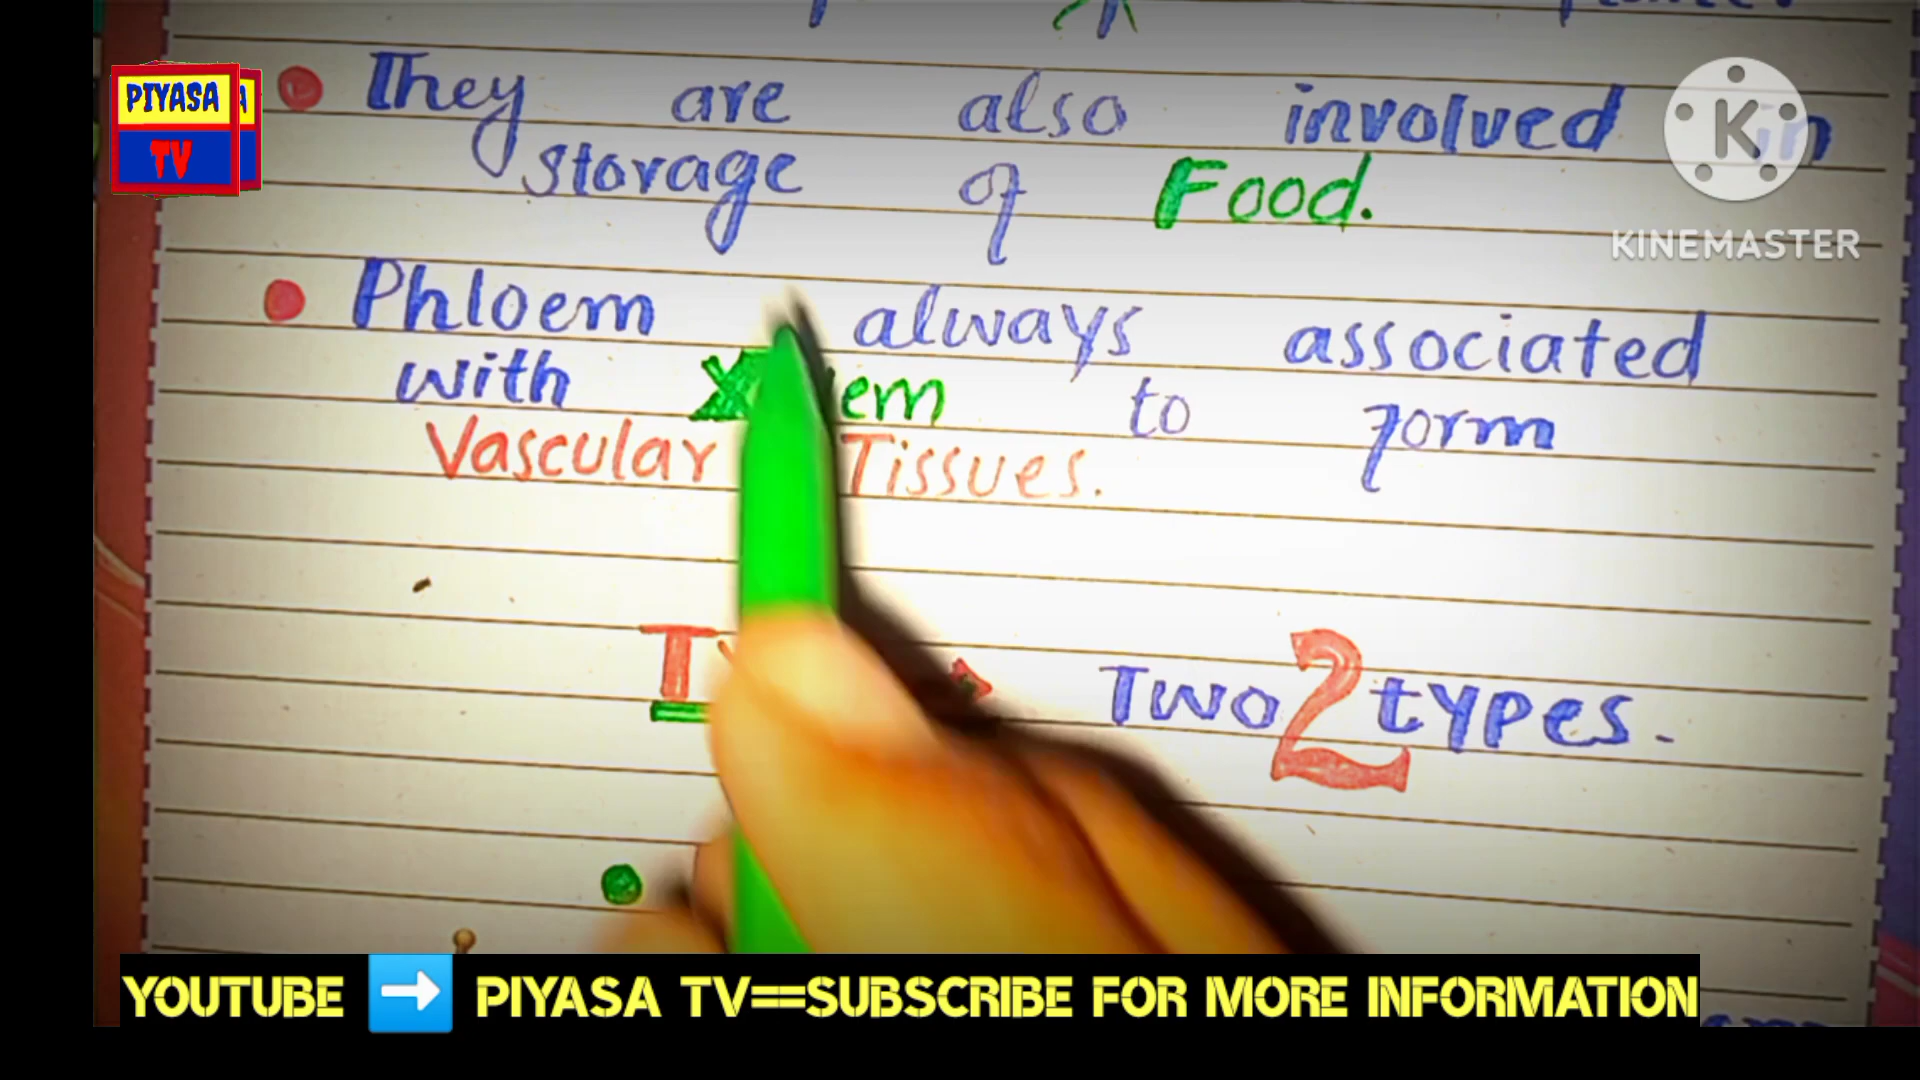 They are also involved in
storage of Food.
Phloem always associated
with to form
Vascular Tissues.
Two 2 types.
PIYASA
TV
K
KINEMASTER
YOUTUBE ➡ PIYASA TV==SUBSCRIBE FOR MORE INFORMATION